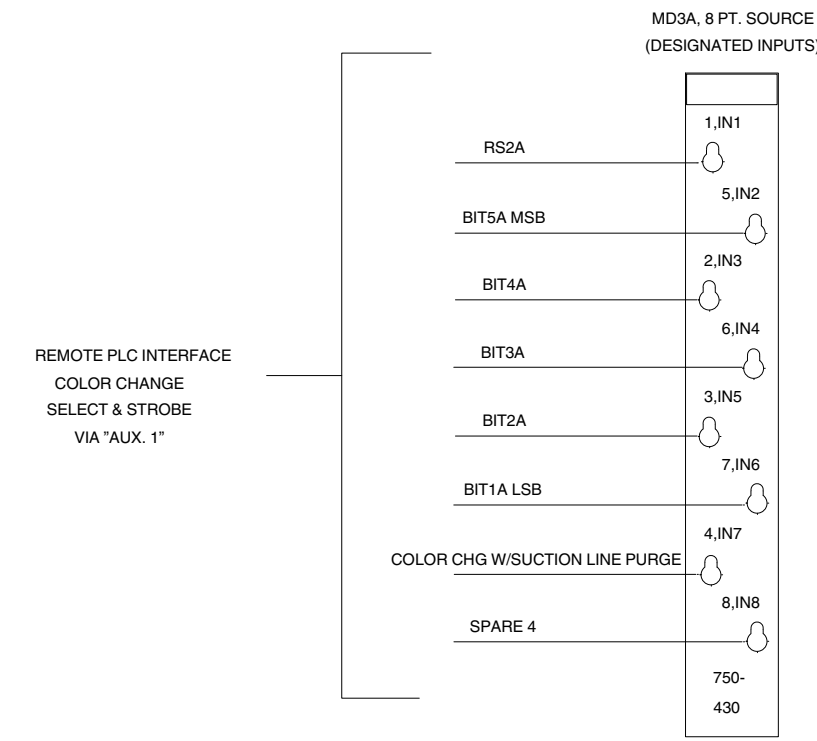 MD3A, 8 PT. SOURCE
(DESIGNATED INPUTS)
1,IN1
RS2A
5,IN2
BIT5A MSB
2,IN3
BIT4A
6,IN4
BIT3A
REMOTE PLC INTERFACE
COLOR CHANGE
SELECT & STROBE
VIA "AUX. 1"
3,IN5
BIT2A
7,IN6
BIT1A LSB
4,IN7
COLOR CHG W/SUCTION LINE PURGE
8,IN8
SPARE 4
750-
430